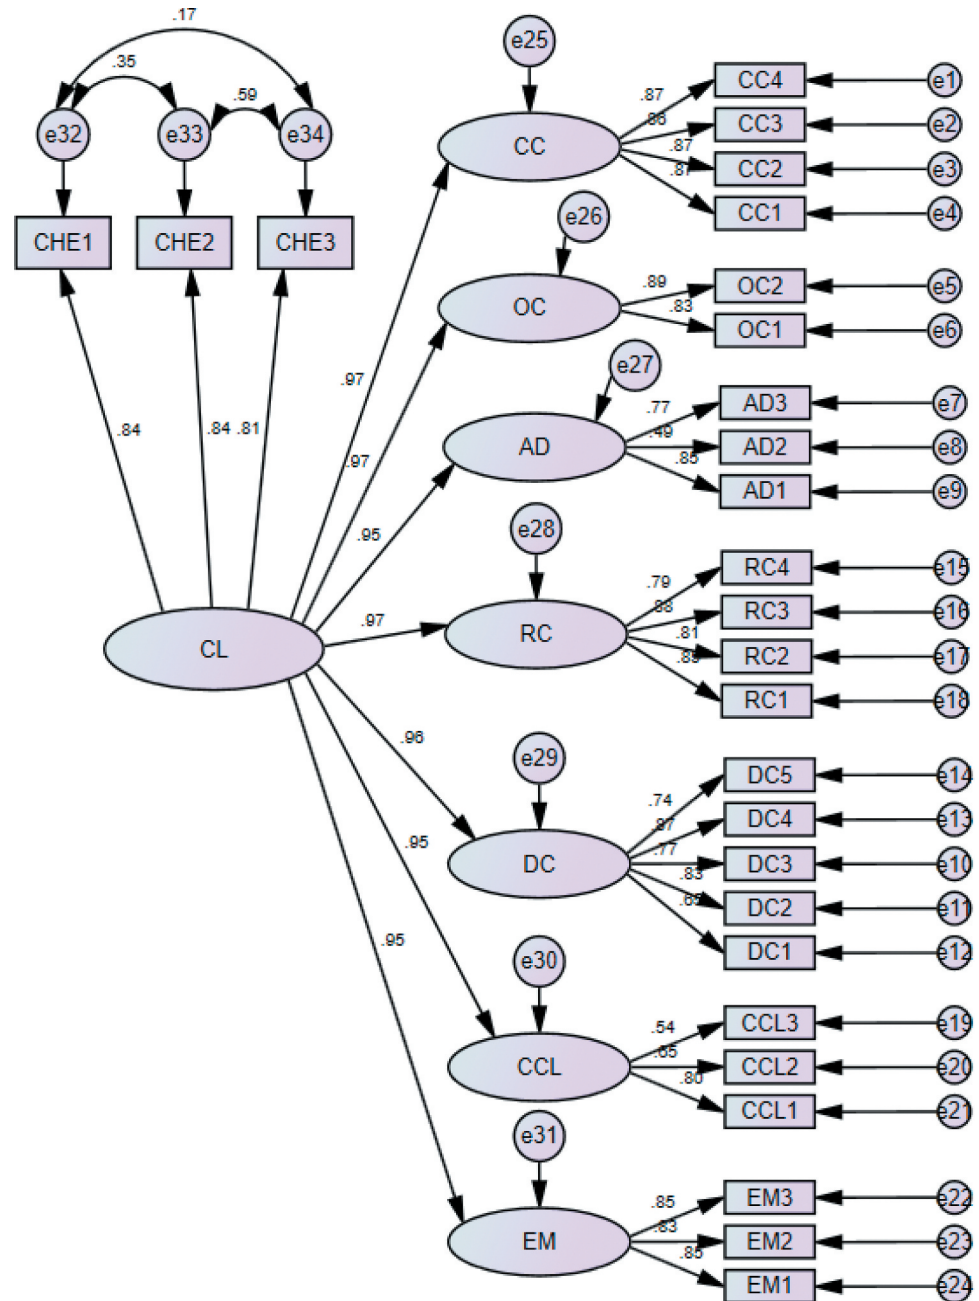 .17
.35
.59
e32
e33
e34
CHE1
CHE2
CHE3
.84
.84
.81
CL
.97
.97
.95
.97
.96
.95
.95
e25
CC
.87
.86
.87
.87
CC4
e1
CC3
e2
CC2
e3
CC1
e4
e26
OC
.89
.83
OC2
e5
OC1
e6
e27
AD
.77
.49
.85
AD3
e7
AD2
e8
AD1
e9
e28
RC
.79
.88
.81
RC4
e15
RC3
e16
RC2
e17
RC1
e18
e29
DC
.74
.87
.77
.83
DC5
e14
DC4
e13
DC3
e10
DC2
e11
DC1
e12
e30
CCL
.54
.65
.80
CCL3
e19
CCL2
e20
CCL1
e21
e31
EM
.85
.83
.85
EM3
e22
EM2
e23
EM1
e24